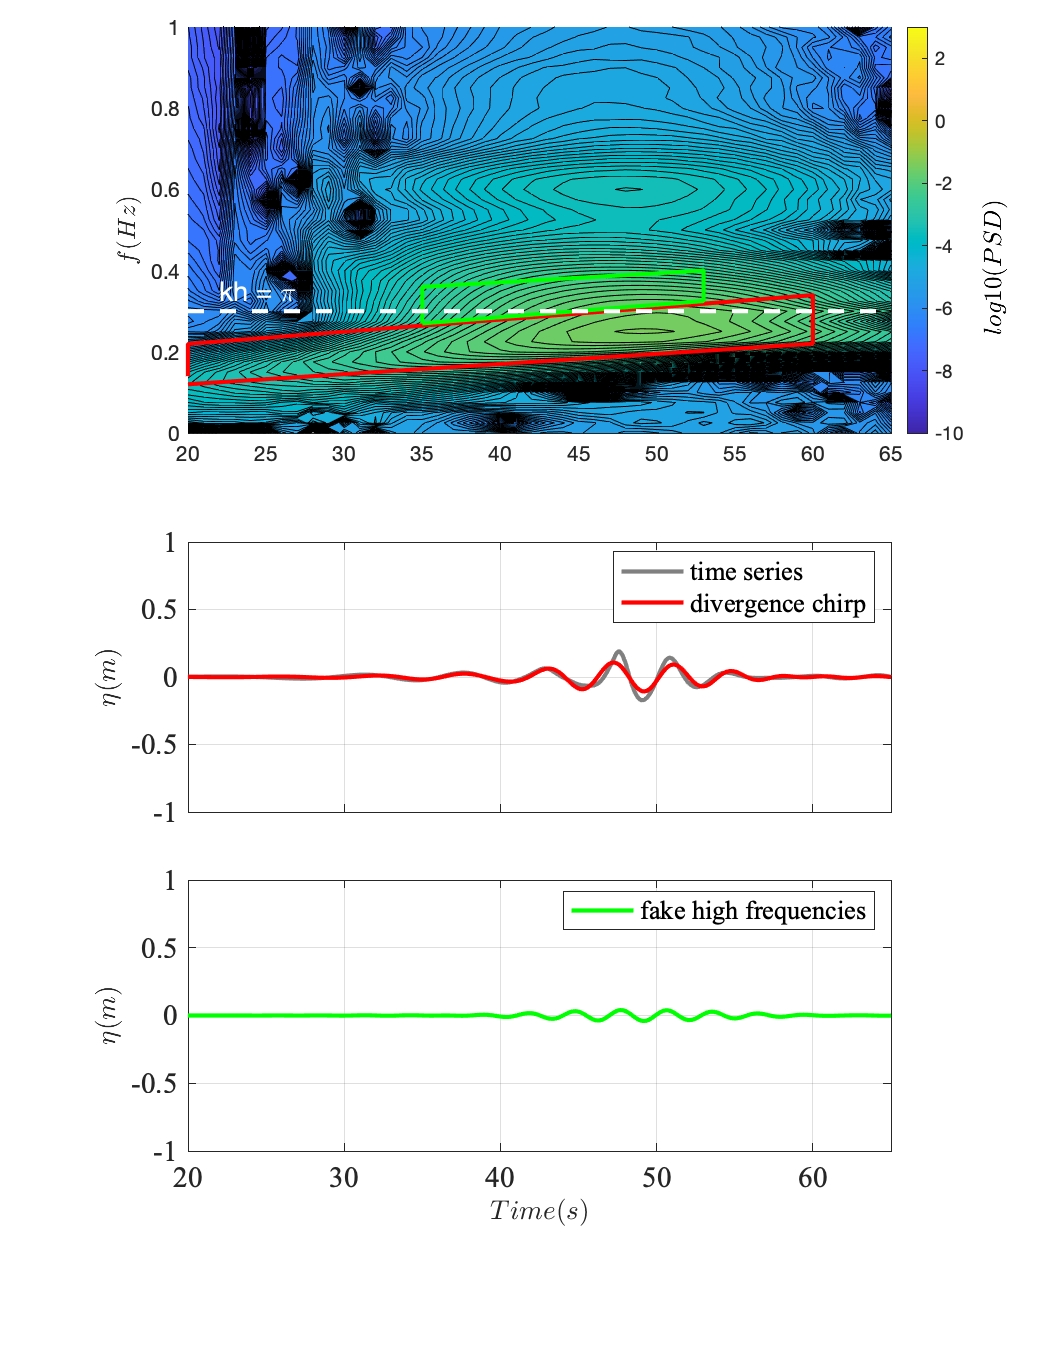 1
0.8
0.6
0.4
0.2
0
f(Hz)
kh = π
20 25 30 35 40 45 50 55 60 65
2
0
-2
-4
-6
-8
-10
log10(PSD)
1
0.5
0
-0.5
-1
η(m)
time series
divergence chirp
1
0.5
0
-0.5
-1
η(m)
fake high frequencies
20 30 40 50 60
Time(s)